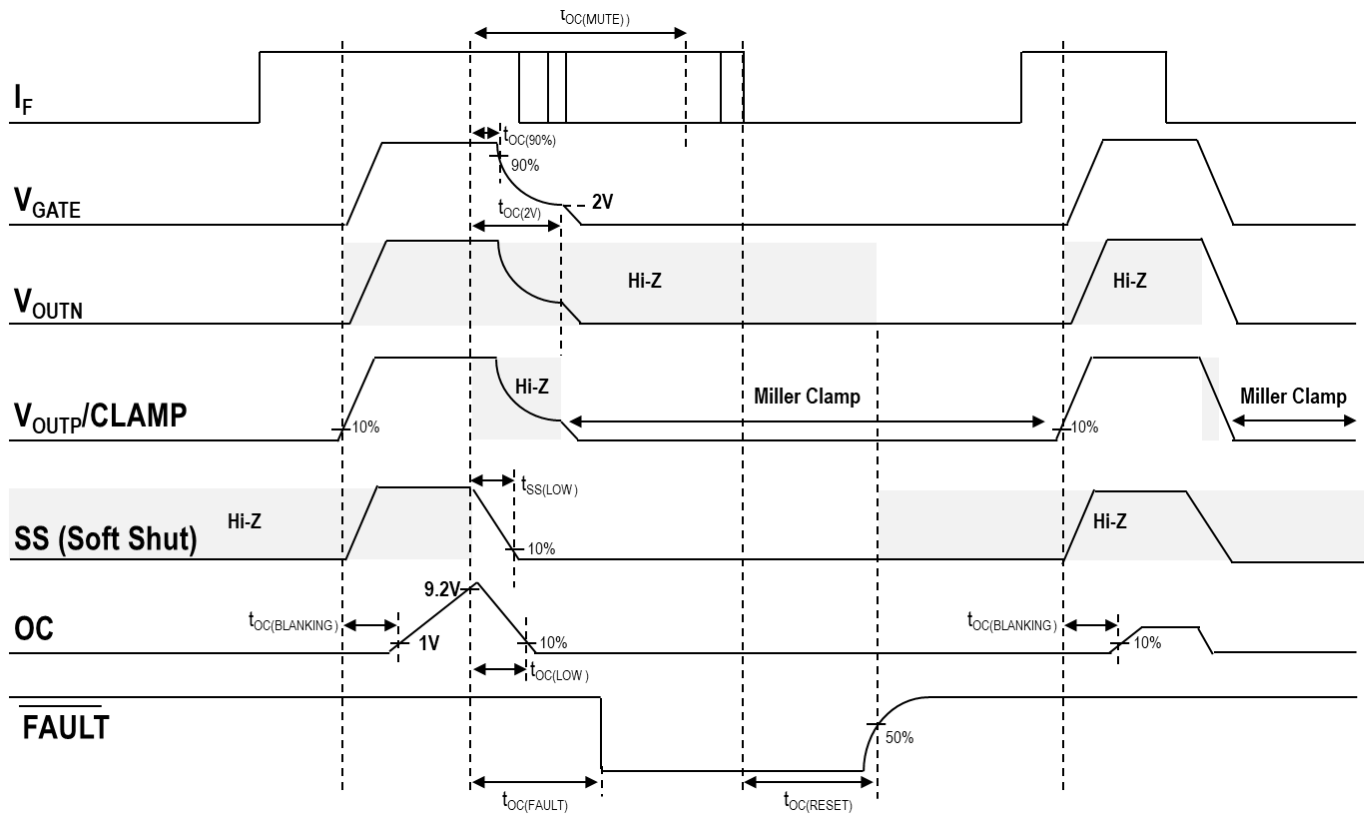 tOC(MUTE))
IF
tOC(90%)
90%
VGATE
2V
tOC(2V)
Hi-Z
Hi-Z
VOUTN
Hi-Z
Miller Clamp
Miller Clamp
VOUTP/CLAMP
10%
10%
tSS(LOW)
Hi-Z
Hi-Z
SS (Soft Shut)
10%
9.2V
tOC(BLANKING)
tOC(BLANKING)
OC
1V
10%
10%
tOC(LOW)
FAULT
50%
tOC(FAULT)
tOC(RESET)